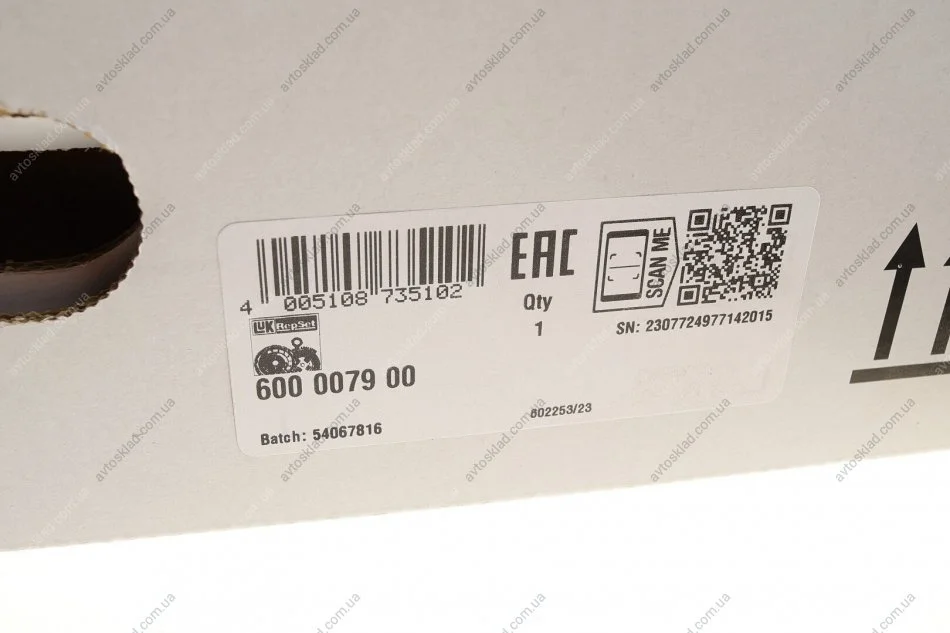 4 005108 735102
EAC
SCAN ME
Qty
1
SN: 2307724977142015
LUK RepSet
600 0079 00
802253/23
Batch: 54067816
avtosklad.com.ua